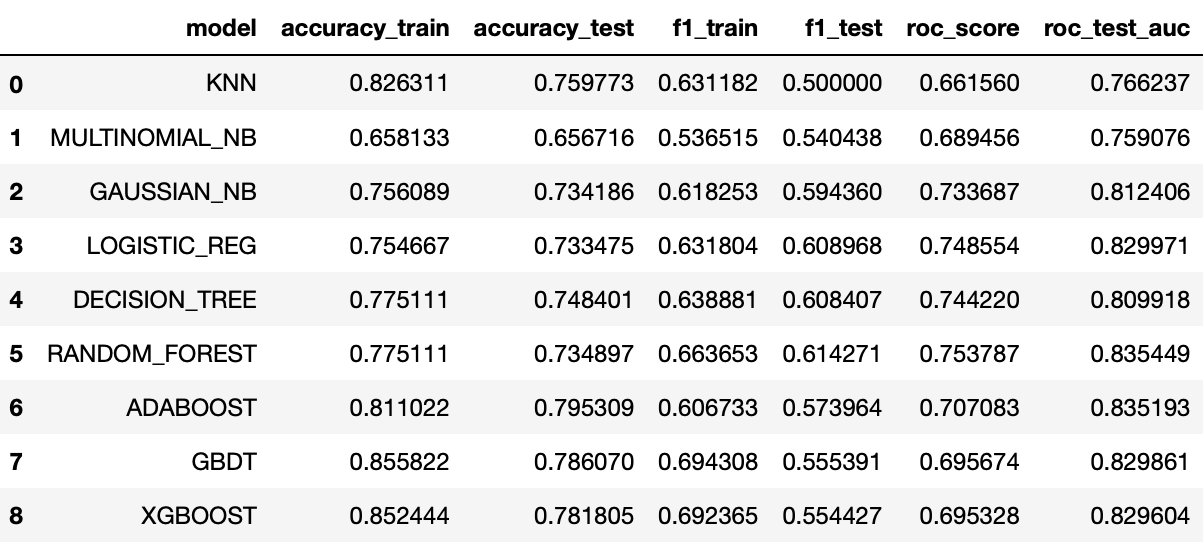 model accuracy_train accuracy_test f1_train f1_test roc_score roc_test_auc
0 KNN 0.826311 0.759773 0.631182 0.500000 0.661560 0.766237
1 MULTINOMIAL_NB 0.658133 0.656716 0.536515 0.540438 0.689456 0.759076
2 GAUSSIAN_NB 0.756089 0.734186 0.618253 0.594360 0.733687 0.812406
3 LOGISTIC_REG 0.754667 0.733475 0.631804 0.608968 0.748554 0.829971
4 DECISION_TREE 0.775111 0.748401 0.638881 0.608407 0.744220 0.809918
5 RANDOM_FOREST 0.775111 0.734897 0.663653 0.614271 0.753787 0.835449
6 ADABOOST 0.811022 0.795309 0.606733 0.573964 0.707083 0.835193
7 GBDT 0.855822 0.786070 0.694308 0.555391 0.695674 0.829861
8 XGBOOST 0.852444 0.781805 0.692365 0.554427 0.695328 0.829604